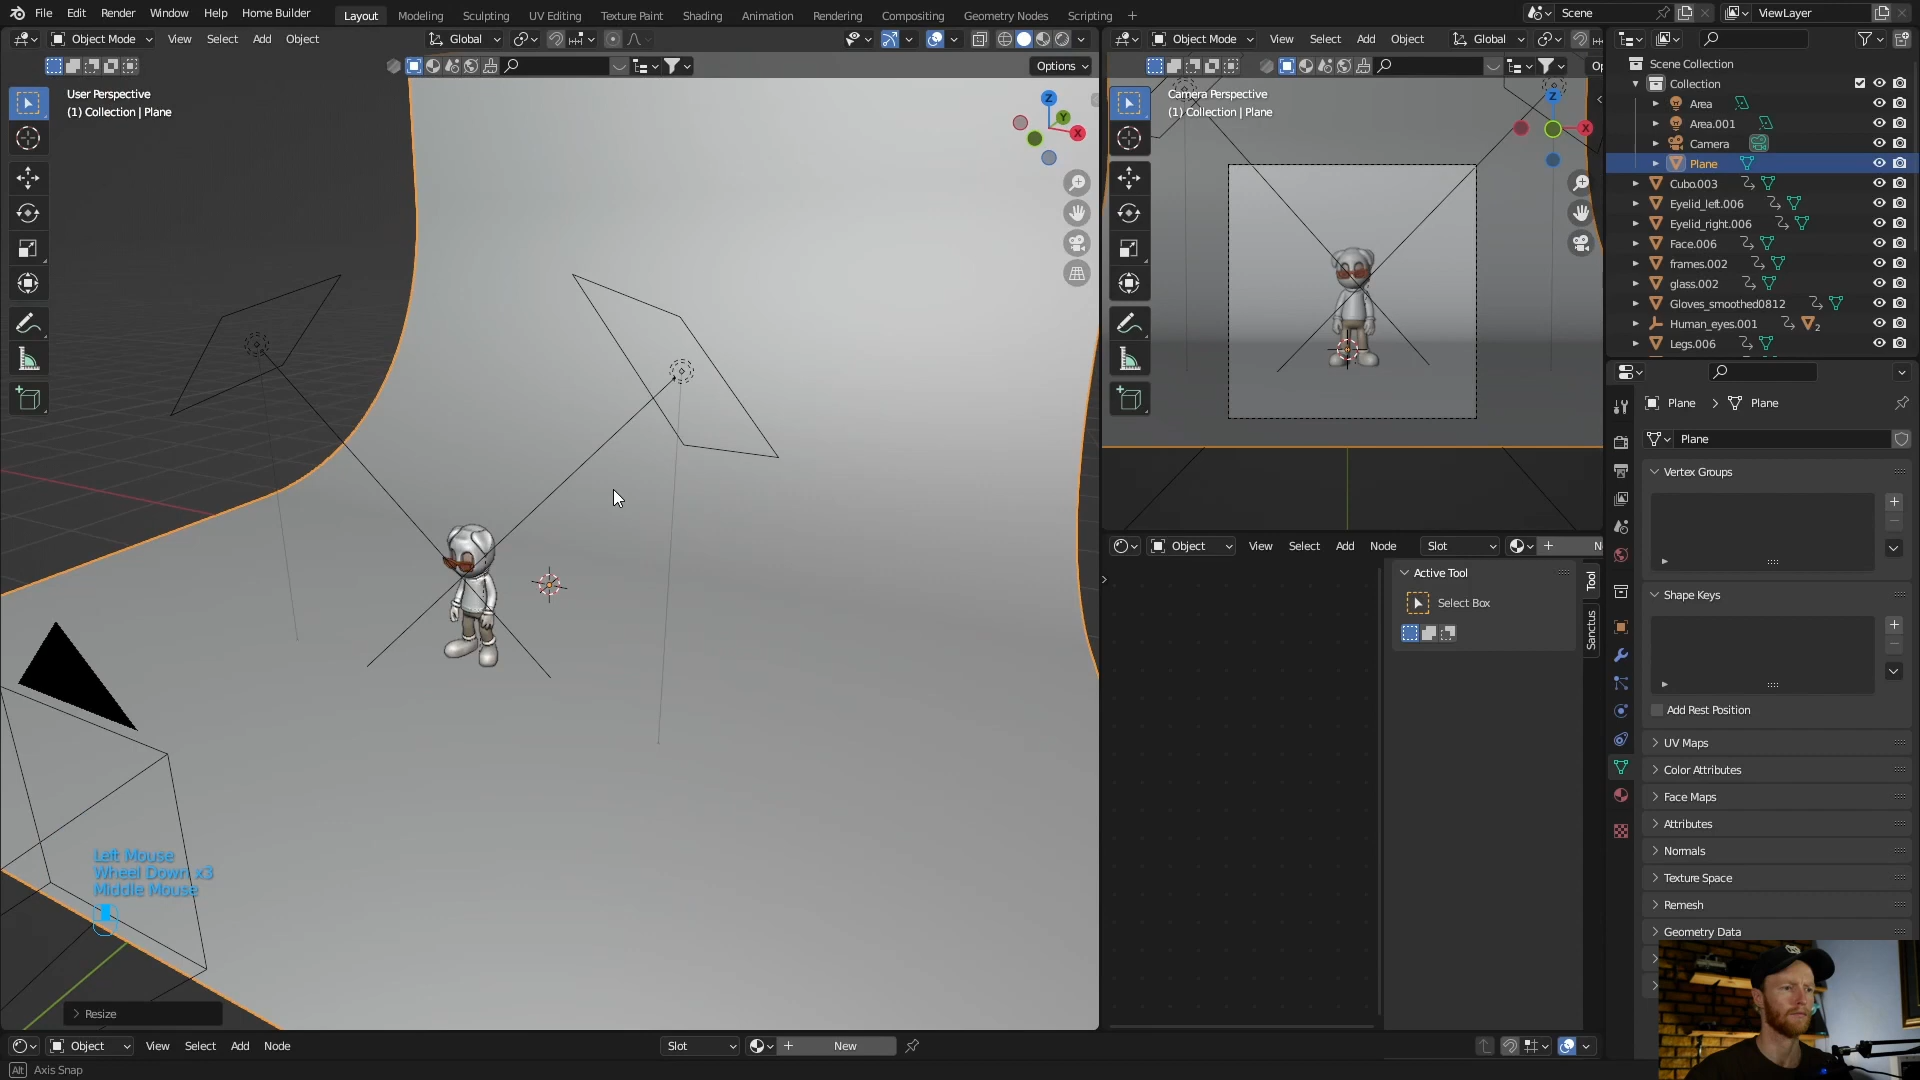 File Edit Render Window Help Home Builder Layout Modeling Sculpting UV Editing Texture Paint Shading Animation Rendering Compositing Geometry Nodes Scripting + Scene ViewLayer
Object Mode View Select Add Object Global
Options
User Perspective
(1) Collection | Plane
Z
Y
X
Left Mouse
Wheel Down x3
Middle Mouse
Resize
Object View Select Add Node Slot New
Alt Axis Snap
Object Mode View Select Add Object Global
Op
Camera Perspective
(1) Collection | Plane
Z
X
Object View Select Add Node Slot N
Active Tool
Select Box
Tool
Sanctus
Scene Collection
Collection
Area
Area.001
Camera
Plane
Cubo.003
Eyelid_left.006
Eyelid_right.006
Face.006
frames.002
glass.002
Gloves_smoothed0812
Human_eyes.001 2
Legs.006
Plane > Plane
Plane
Vertex Groups
Shape Keys
Add Rest Position
UV Maps
Color Attributes
Face Maps
Attributes
Normals
Texture Space
Remesh
Geometry Data